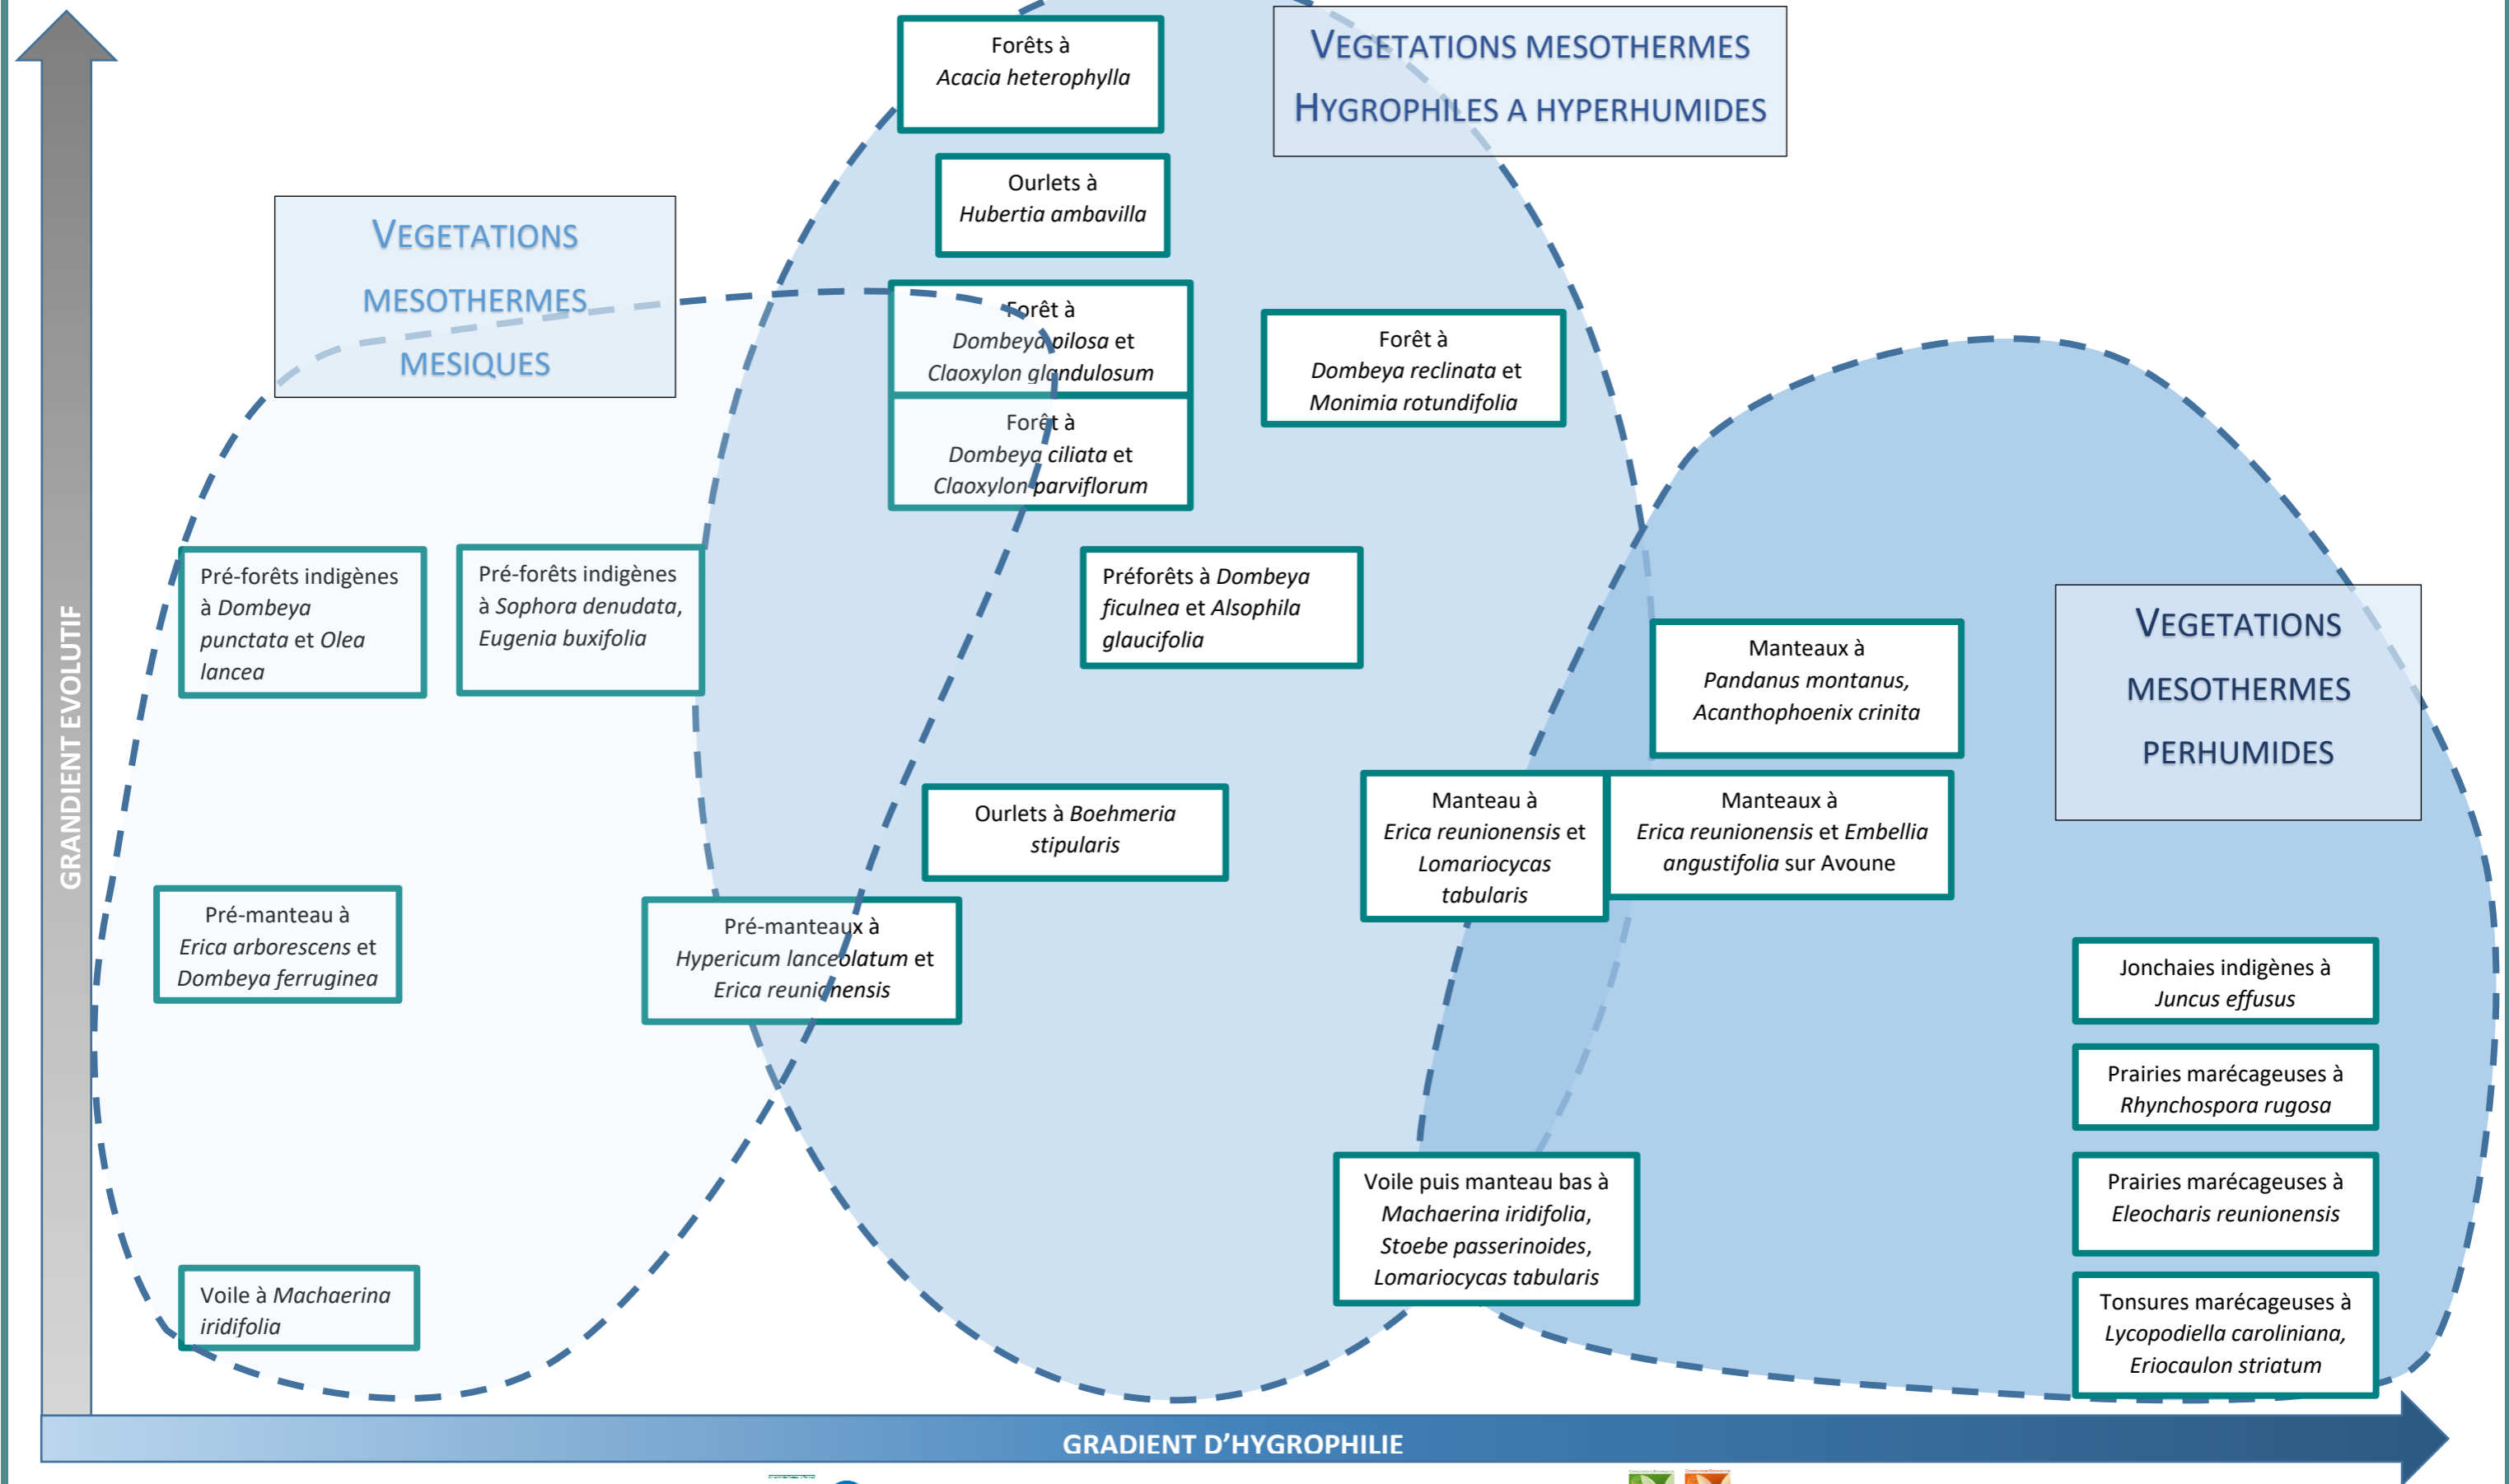 Forêts à
Acacia heterophylla
VEGETATIONS MESOTHERMES
HYGROPHILES A HYPERHUMIDES
Ourlets à
Hubertia ambavilla
VEGETATIONS
MESOTHERMES
MESIQUES
Forêt à
Dombeya pilosa et
Claoxylon glandulosum
Forêt à
Dombeya reclinata et
Monimia rotundifolia
Forêt à
Dombeya ciliata et
Claoxylon parviflorum
Pré-forêts indigènes
à Dombeya
punctata et Olea
lancea
Pré-forêts indigènes
à Sophora denudata,
Eugenia buxifolia
Préforêts à Dombeya
ficulnea et Alsophila
glaucifolia
Manteaux à
Pandanus montanus,
Acanthophoenix crinita
VEGETATIONS
MESOTHERMES
PERHUMIDES
GRANDIENT EVOLUTIF
Ourlets à Boehmeria
stipularis
Manteau à
Erica reunionensis et
Lomariocycas
tabularis
Manteaux à
Erica reunionensis et Embellia
angustifolia sur Avoune
Pré-manteau à
Erica arborescens et
Dombeya ferruginea
Pré-manteaux à
Hypericum lanceolatum et
Erica reunionensis
Jonchaies indigènes à
Juncus effusus
Prairies marécageuses à
Rhynchospora rugosa
Voile puis manteau bas à
Machaerina iridifolia,
Stoebe passerinoides,
Lomariocycas tabularis
Prairies marécageuses à
Eleocharis reunionensis
Voile à Machaerina
iridifolia
Tonsures marécageuses à
Lycopodiella caroliniana,
Eriocaulon striatum
GRADIENT D'HYGROPHILIE